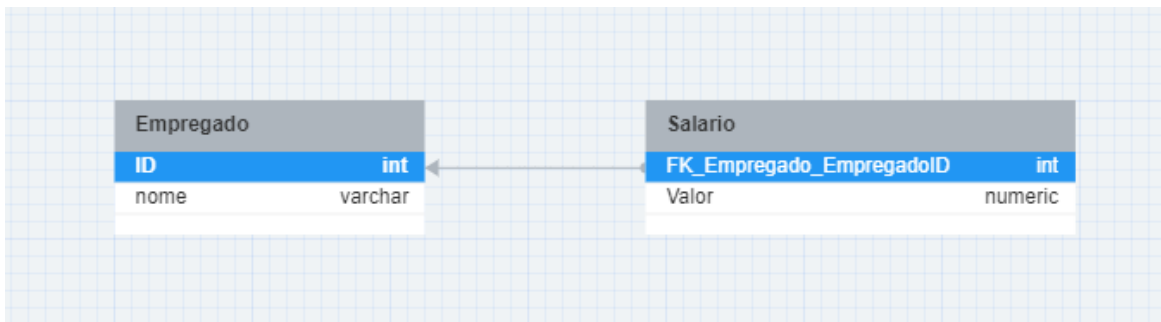 Empregado
ID int
nome varchar
Salario
FK_Empregado_EmpregadoID int
Valor numeric